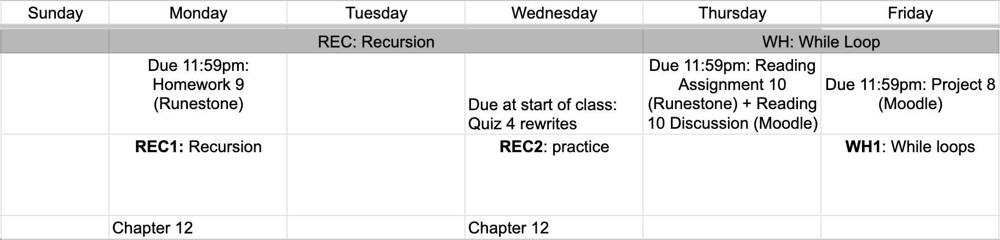 Sunday
Monday
Tuesday
Wednesday
Thursday
Friday
REC: Recursion
WH: While Loop
Due 11:59pm:
Homework 9
(Runestone)
Due at start of class:
Quiz 4 rewrites
Due 11:59pm: Reading
Assignment 10
(Runestone) + Reading
10 Discussion (Moodle)
Due 11:59pm: Project 8
(Moodle)
REC1: Recursion
REC2: practice
WH1: While loops
Chapter 12
Chapter 12